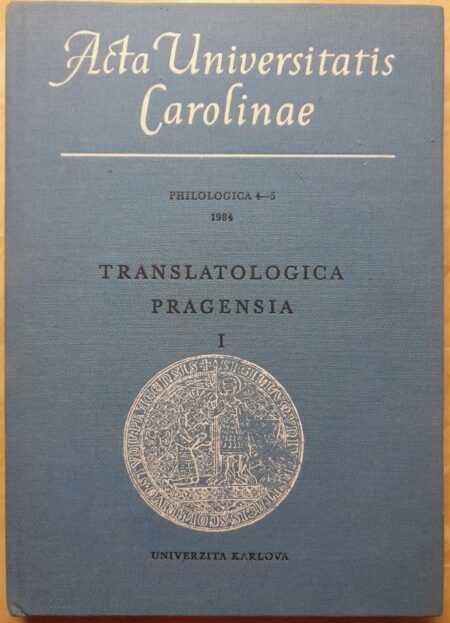 Acta Universitatis
Carolinae
PHILOLOGICA 4—5
1984
TRANSLATOLOGICA
PRAGENSIA
I
UNIVERZITA KARLOVA